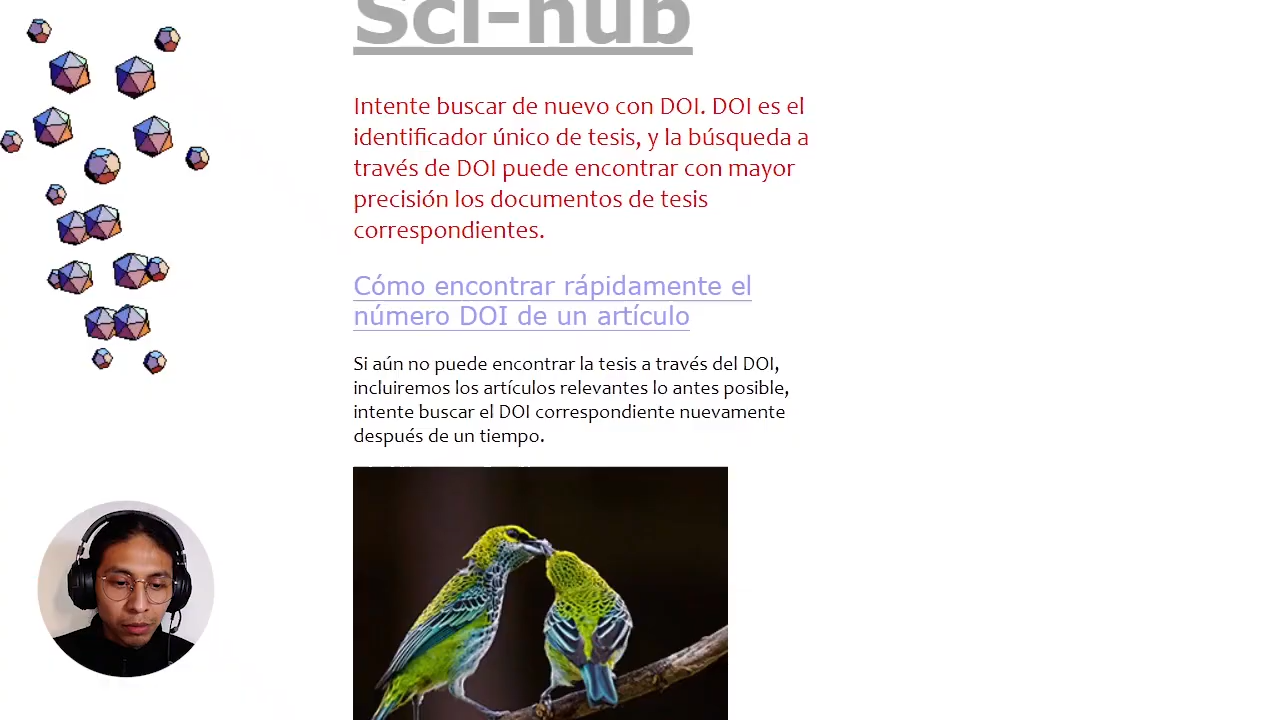 Sci-hub
Intente buscar de nuevo con DOI. DOI es el
identificador único de tesis, y la búsqueda a
través de DOI puede encontrar con mayor
precisión los documentos de tesis
correspondientes.
Cómo encontrar rápidamente el
número DOI de un artículo
Si aún no puede encontrar la tesis a través del DOI,
incluiremos los artículos relevantes lo antes posible,
intente buscar el DOI correspondiente nuevamente
después de un tiempo.